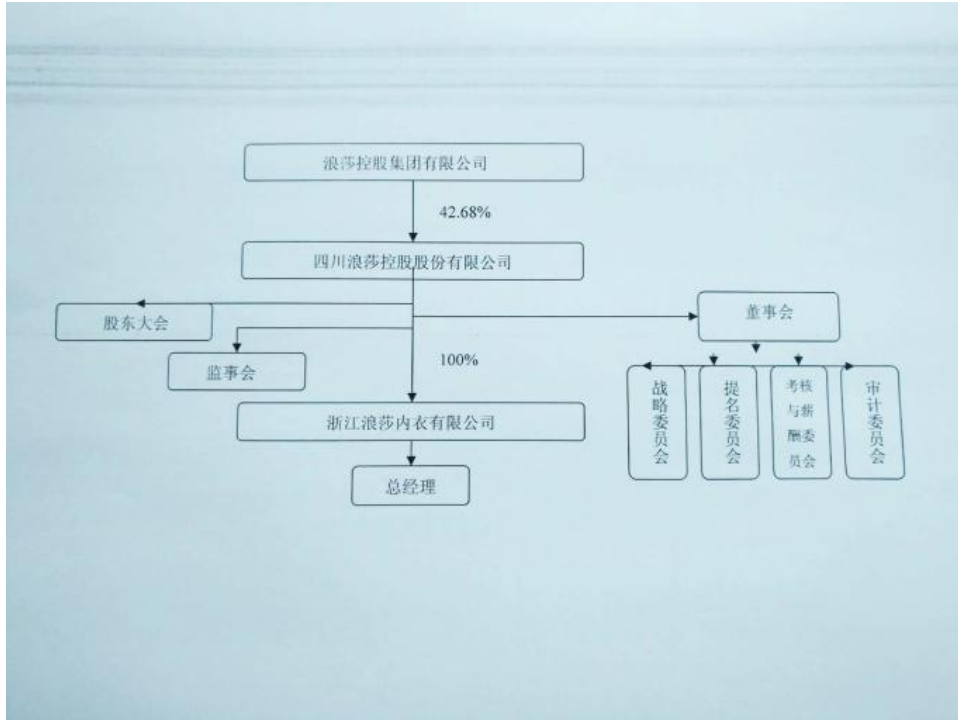 浪莎控股集团有限公司
42.68%
四川浪莎控股股份有限公司
股东大会
董事会
监事会
100%
战略委员会
提名委员会
考核
与薪
酬委
员会
审计委员会
浙江浪莎内衣有限公司
总经理